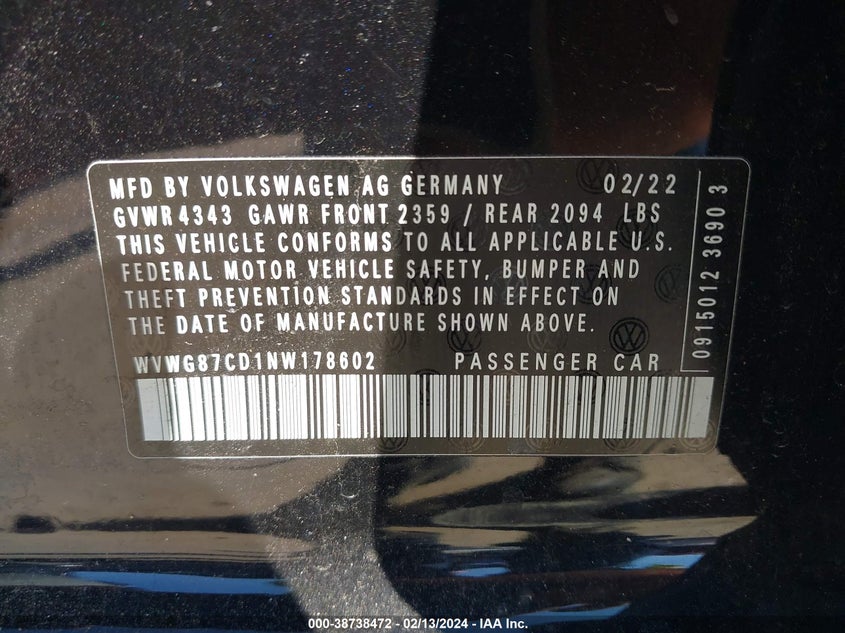 MFD BY VOLKSWAGEN AG GERMANY 02/22
GVWR 4343 GAWR FRONT 2359 / REAR 2094 LBS
THIS VEHICLE CONFORMS TO ALL APPLICABLE U.S.
FEDERAL MOTOR VEHICLE SAFETY, BUMPER AND
THEFT PREVENTION STANDARDS IN EFFECT ON
THE DATE OF MANUFACTURE SHOWN ABOVE.
WVWG87CD1NW178602 PASSENGER CAR
0915012 3690 3
000-38738472 - 02/13/2024 - IAA Inc.